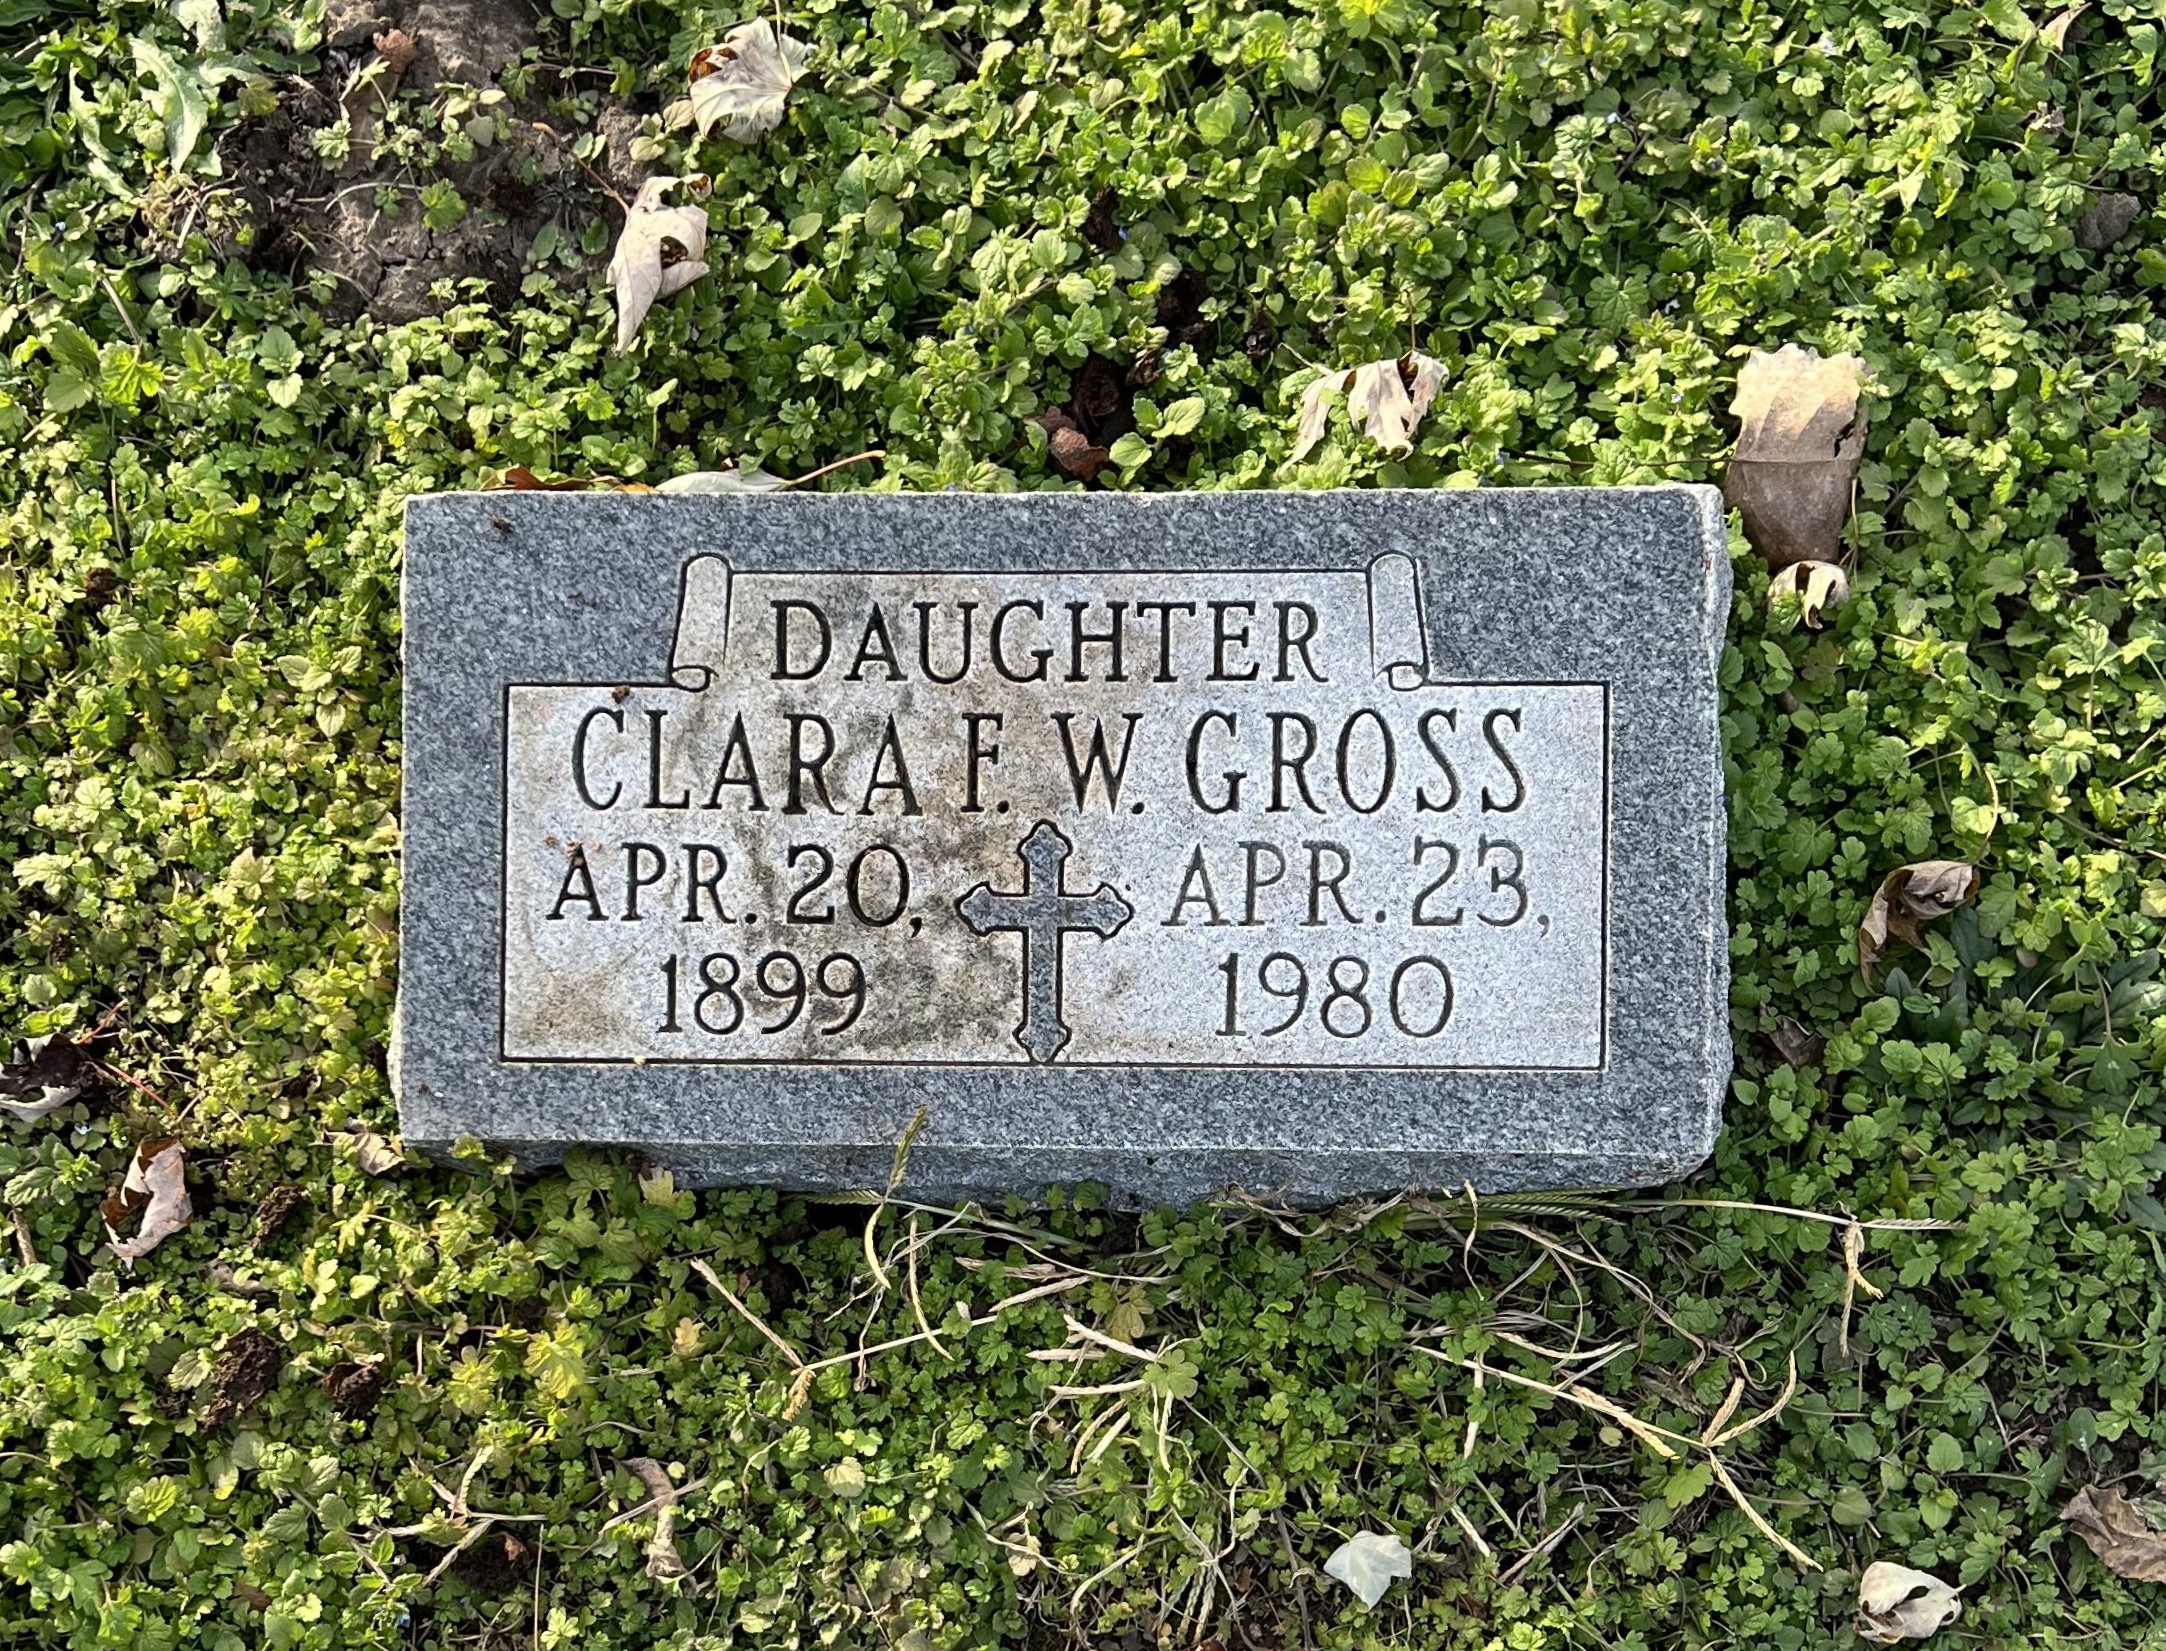 DAUGHTER
CLARA F. W. GROSS
APR. 20, APR. 23,
1899 1980